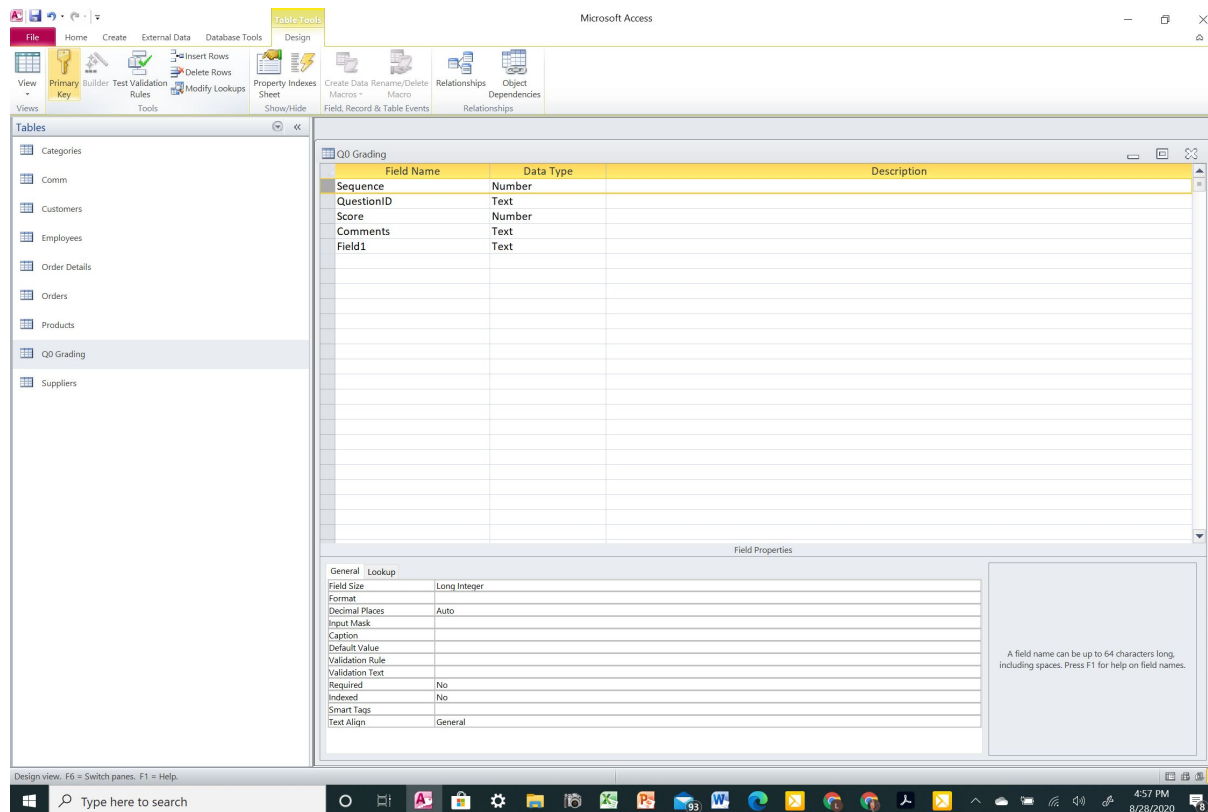 Table Tools
Microsoft Access
File Home Create External Data Database Tools Design
View
Primary Key
Builder
Test Validation Rules
Insert Rows
Delete Rows
Modify Lookups
Property Sheet
Indexes
Create Data Macros
Rename/Delete Macro
Relationships
Object Dependencies
Views Tools Show/Hide Field, Record & Table Events Relationships
Tables
Categories
Comm
Customers
Employees
Order Details
Orders
Products
Q0 Grading
Suppliers
Q0 Grading
Field Name Data Type Description
Sequence Number
QuestionID Text
Score Number
Comments Text
Field1 Text
Field Properties
General Lookup
Field Size Long Integer
Format
Decimal Places Auto
Input Mask
Caption
Default Value
Validation Rule
Validation Text
Required No
Indexed No
Smart Tags
Text Align General
A field name can be up to 64 characters long,
including spaces. Press F1 for help on field names.
Design view. F6 = Switch panes. F1 = Help.
Type here to search
93
4:57 PM
8/28/2020